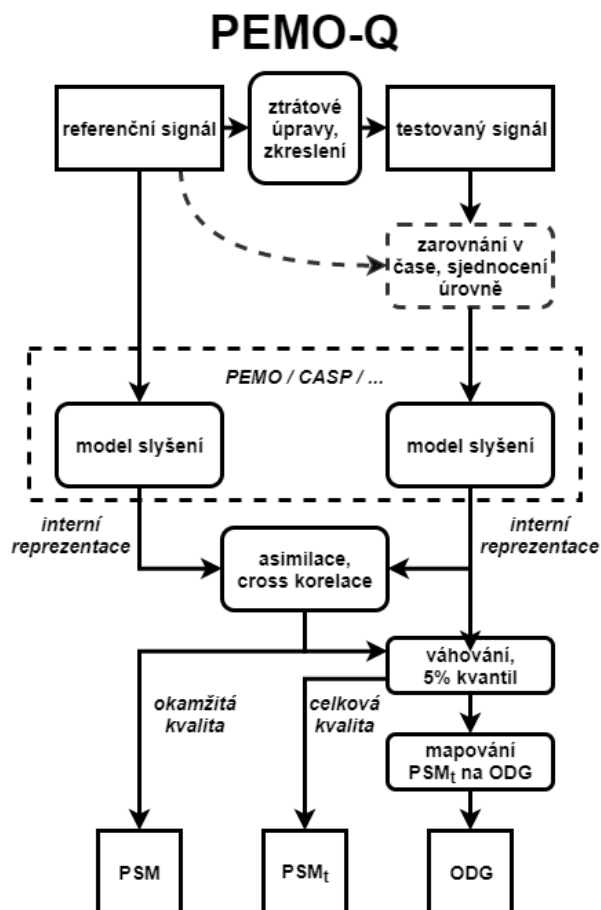 PEMO-Q
referenční signál
ztrátové
úpravy,
zkreslení
testovaný signál
zarovnání v
čase, sjednocení
úrovně
PEMO / CASP / ...
model slyšení
model slyšení
interní
reprezentace
interní
reprezentace
asimilace,
cross korelace
váhování,
5% kvantil
okamžitá
kvalita
celková
kvalita
mapování
PSMt na ODG
PSM
PSMt
ODG